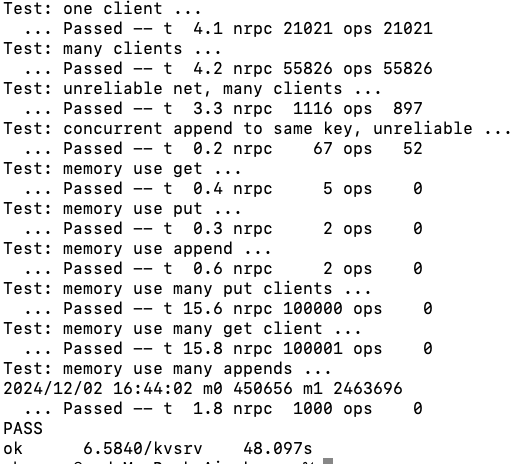 Test: one client ...
  ... Passed -- t  4.1 nrpc 21021 ops 21021
Test: many clients ...
  ... Passed -- t  4.2 nrpc 55826 ops 55826
Test: unreliable net, many clients ...
  ... Passed -- t  3.3 nrpc  1116 ops  897
Test: concurrent append to same key, unreliable ...
  ... Passed -- t  0.2 nrpc    67 ops   52
Test: memory use get ...
  ... Passed -- t  0.4 nrpc     5 ops    0
Test: memory use put ...
  ... Passed -- t  0.3 nrpc     2 ops    0
Test: memory use append ...
  ... Passed -- t  0.6 nrpc     2 ops    0
Test: memory use many put clients ...
  ... Passed -- t 15.6 nrpc 100000 ops    0
Test: memory use many get client ...
  ... Passed -- t 15.8 nrpc 100001 ops    0
Test: memory use many appends ...
2024/12/02 16:44:02 m0 450656 m1 2463696
  ... Passed -- t  1.8 nrpc  1000 ops    0
PASS
ok      6.5840/kvsrv    48.097s